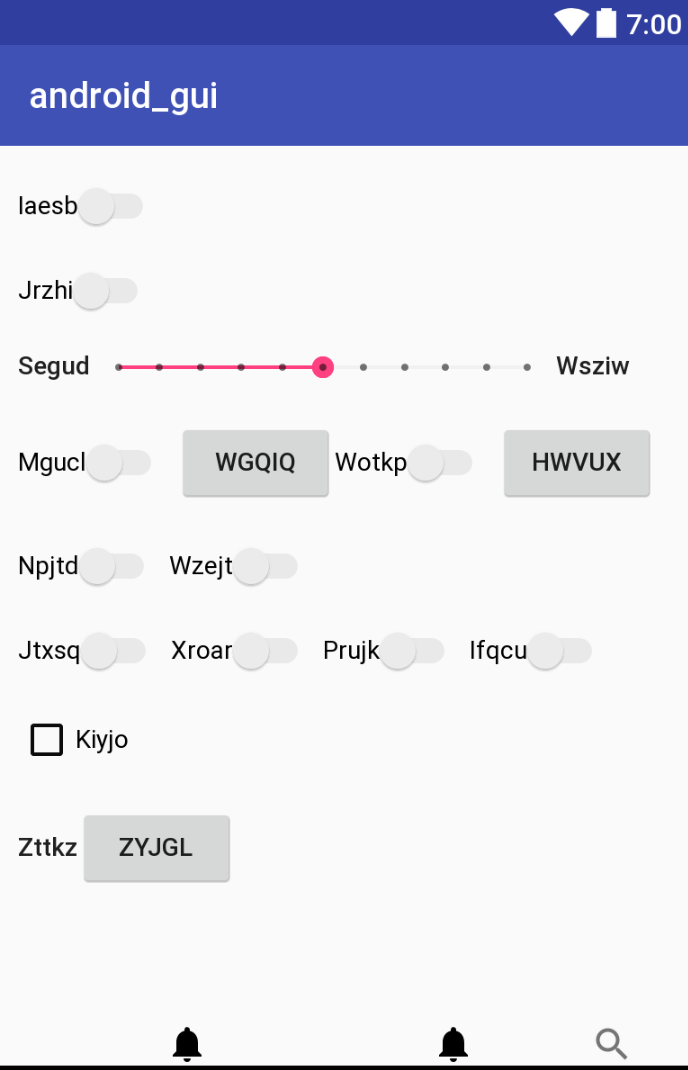 7:00
android_gui
Iaesb
Jrzhi
Segud Wsziw
Mgucl WGQIQ Wotkp HWVUX
Npjtd Wzejt
Jtxsq Xroar Prujk Ifqcu
Kiyjo
Zttkz ZYJGL